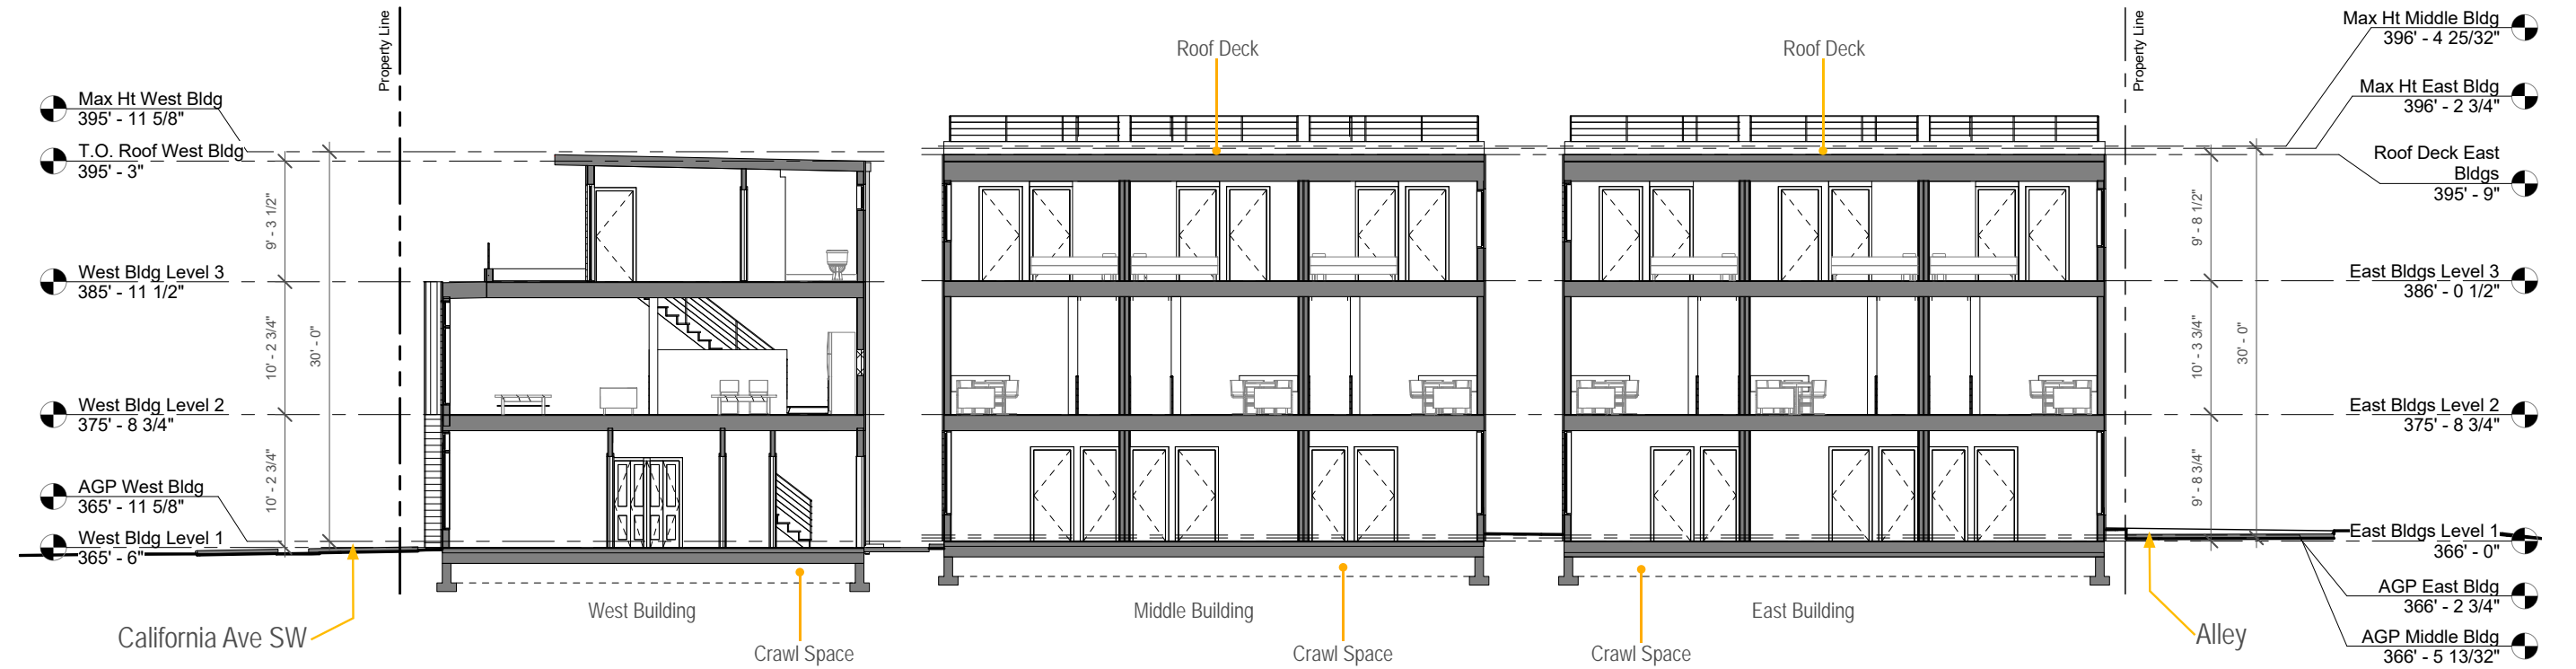 Property Line
Max Ht West Bldg
395' - 11 5/8"
T.O. Roof West Bldg
395' - 3"
West Bldg Level 3
385' - 11 1/2"
West Bldg Level 2
375' - 8 3/4"
AGP West Bldg
365' - 11 5/8"
West Bldg Level 1
365' - 6"
9' - 3 1/2"
10' - 2 3/4"
10' - 2 3/4"
30' - 0"
California Ave SW
West Building
Crawl Space
Roof Deck
Middle Building
Crawl Space
Roof Deck
East Building
Crawl Space
Property Line
Alley
9' - 8 1/2"
10' - 3 3/4"
9' - 8 3/4"
30' - 0"
Max Ht Middle Bldg
396' - 4 25/32"
Max Ht East Bldg
396' - 2 3/4"
Roof Deck East
Bldgs
395' - 9"
East Bldgs Level 3
386' - 0 1/2"
East Bldgs Level 2
375' - 8 3/4"
East Bldgs Level 1
366' - 0"
AGP East Bldg
366' - 2 3/4"
AGP Middle Bldg
366' - 5 13/32"